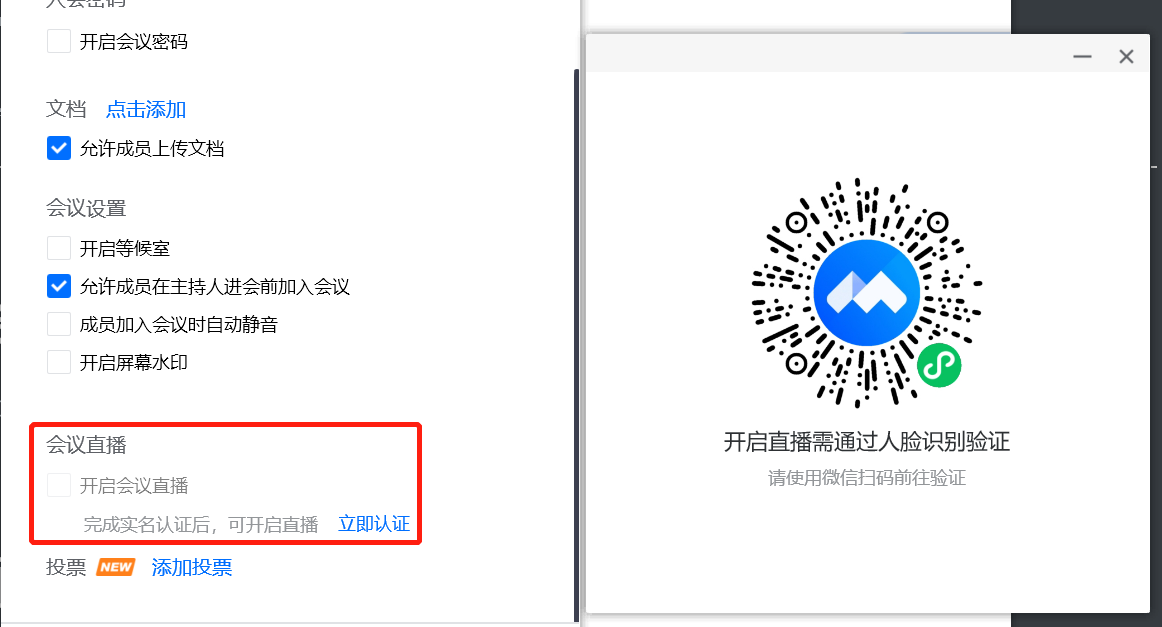 入会密码
开启会议密码
文档 点击添加
允许成员上传文档
会议设置
开启等候室
允许成员在主持人进会前加入会议
成员加入会议时自动静音
开启屏幕水印
会议直播
开启会议直播
完成实名认证后，可开启直播 立即认证
投票 NEW 添加投票
开启直播需通过人脸识别验证
请使用微信扫码前往验证